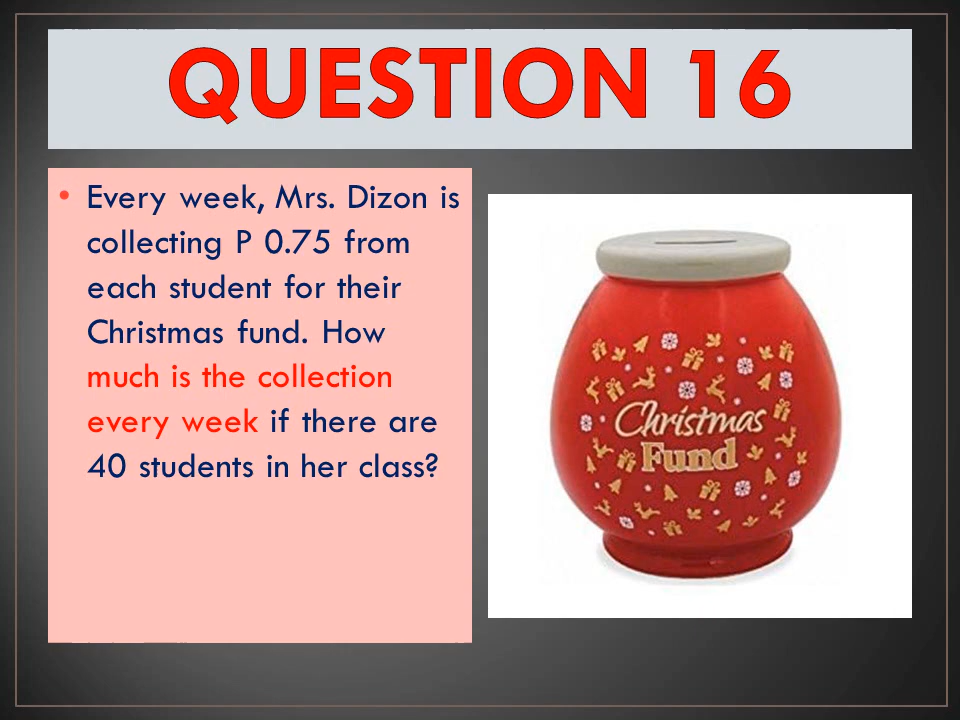 QUESTION 16
• Every week, Mrs. Dizon is
collecting P 0.75 from
each student for their
Christmas fund. How
much is the collection
every week if there are
40 students in her class?
Christmas
Fund